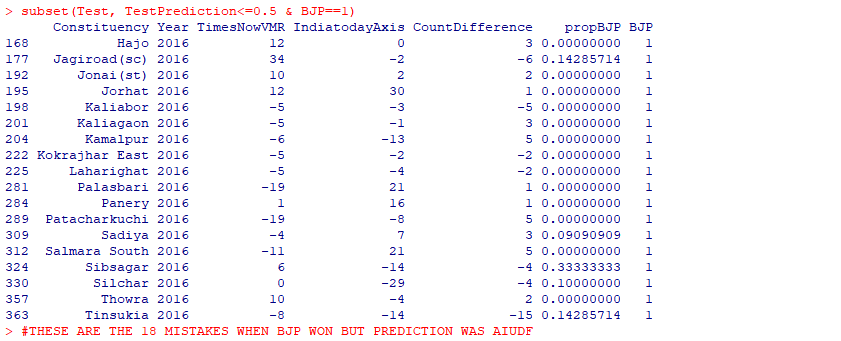 > subset(Test, TestPrediction<=0.5 & BJP==1)
Constituency Year TimesNowVMR IndiatodayAxis CountDifference propBJP BJP
168 Hajo 2016 12 0 3 0.00000000 1
177 Jagiroad(sc) 2016 34 -2 -6 0.14285714 1
192 Jonai(st) 2016 10 2 2 0.00000000 1
195 Jorhat 2016 12 30 1 0.00000000 1
198 Kaliabor 2016 -5 -3 -5 0.00000000 1
201 Kaliagaon 2016 -5 -1 3 0.00000000 1
204 Kamalpur 2016 -6 -13 5 0.00000000 1
222 Kokrajhar East 2016 -5 -2 -2 0.00000000 1
225 Laharighat 2016 -5 -4 -2 0.00000000 1
281 Palasbari 2016 -19 21 1 0.00000000 1
284 Panery 2016 1 16 1 0.00000000 1
289 Patacharkuchi 2016 -19 -8 5 0.00000000 1
309 Sadiya 2016 -4 7 3 0.09090909 1
312 Salmara South 2016 -11 21 5 0.00000000 1
324 Sibsagar 2016 6 -14 -4 0.33333333 1
330 Silchar 2016 0 -29 -4 0.10000000 1
357 Thowra 2016 10 -4 2 0.00000000 1
363 Tinsukia 2016 -8 -14 -15 0.14285714 1
> #THESE ARE THE 18 MISTAKES WHEN BJP WON BUT PREDICTION WAS AIUDF